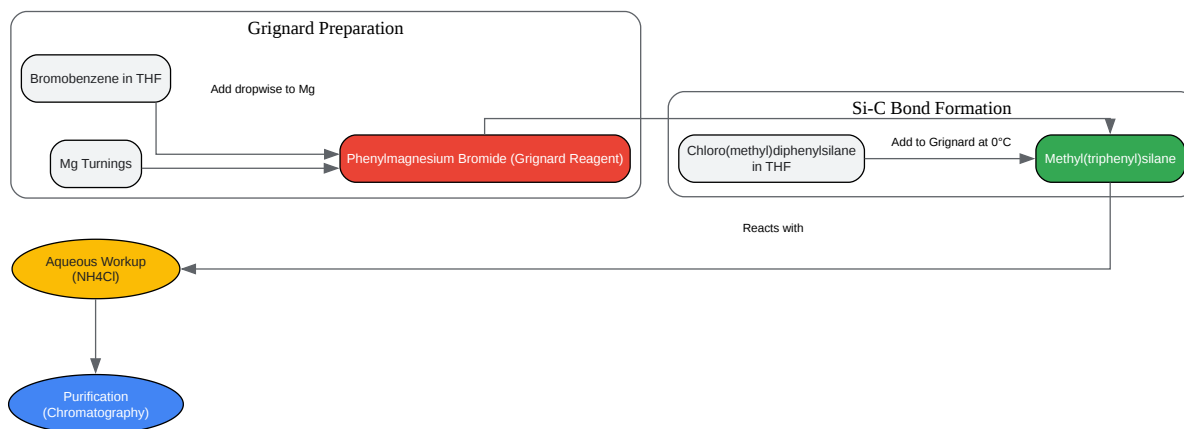 Grignard Preparation
Bromobenzene in THF
Add dropwise to Mg
Mg Turnings
Phenylmagnesium Bromide (Grignard Reagent)
Si-C Bond Formation
Chloro(methyl)diphenylsilane
in THF
Add to Grignard at 0°C
Methyl(triphenyl)silane
Reacts with
Aqueous Workup
(NH4Cl)
Purification
(Chromatography)